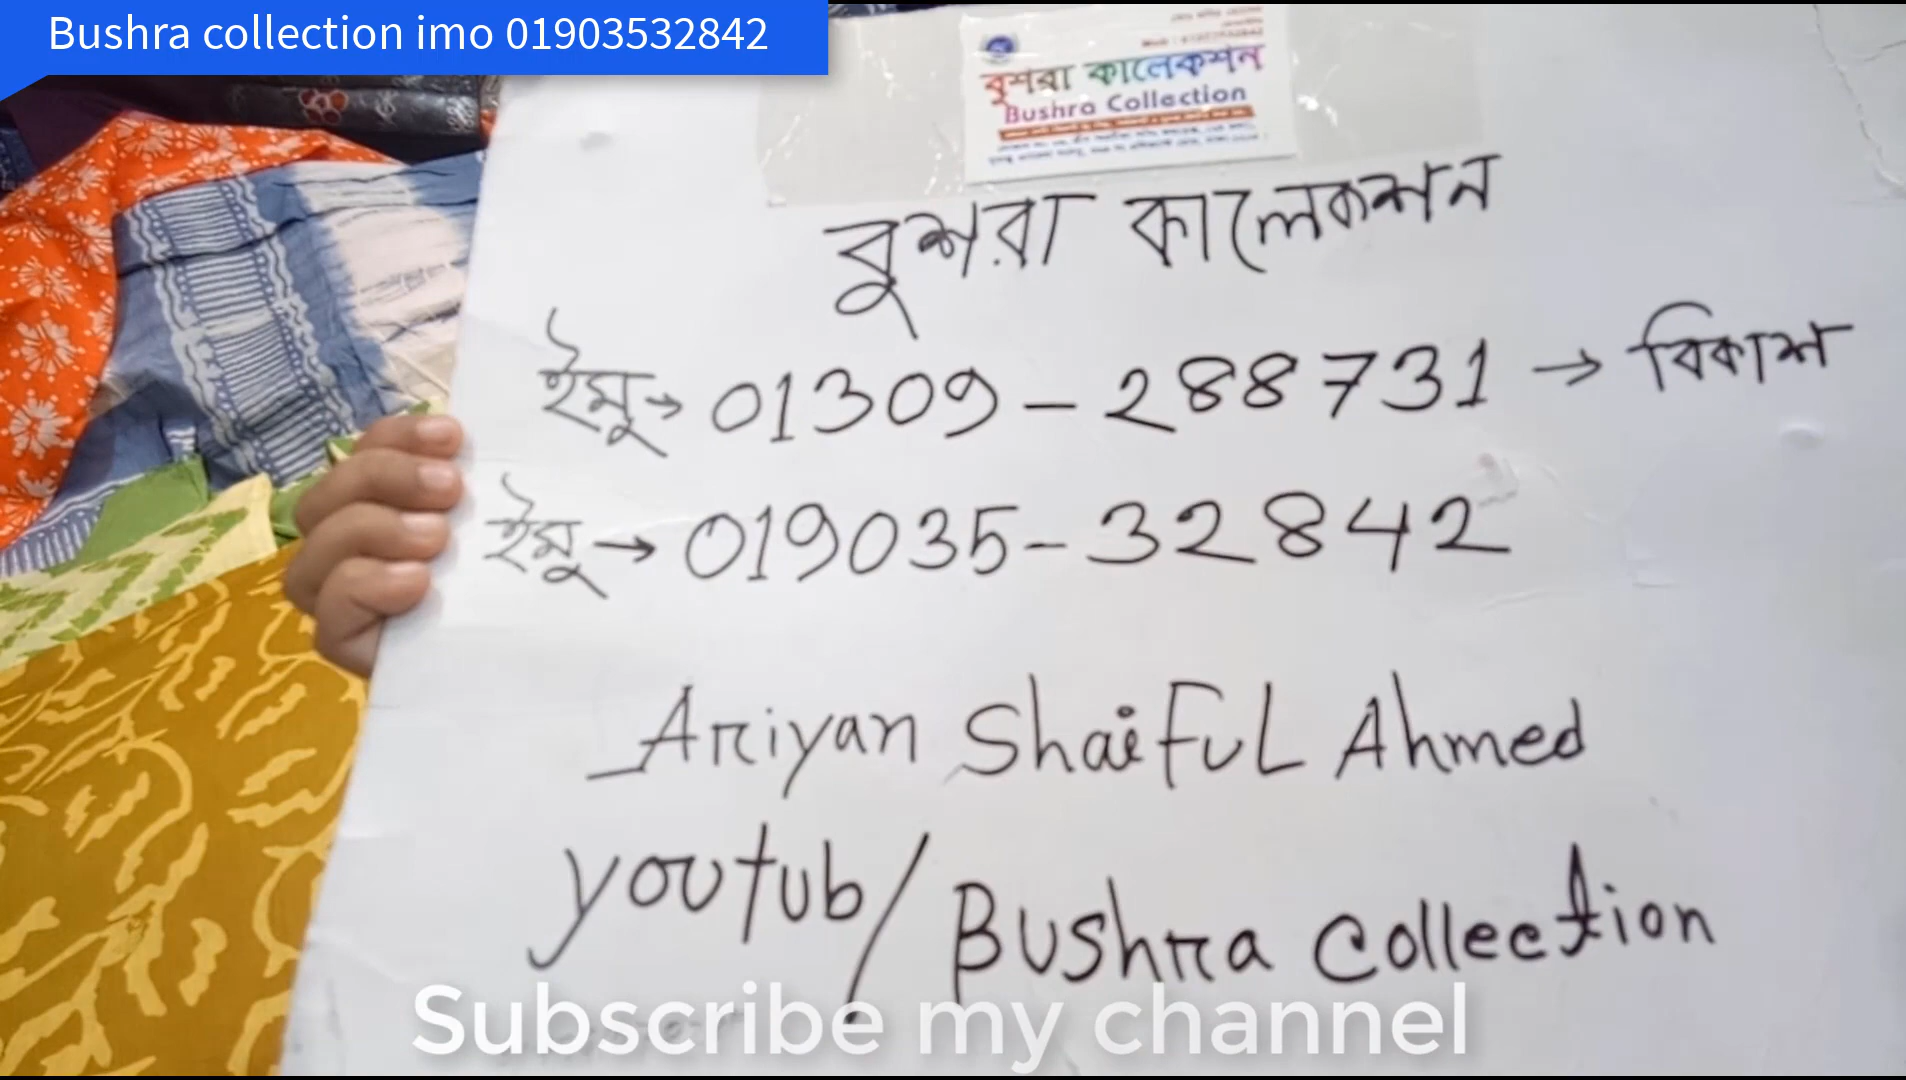 Bushra collection imo 01903532842
বুশরা কালেকশন
Bushra Collection
বুশরা কালেকশন
ইমু→ 01309-288731 → বিকাশ
ইমু→ 019035-32842
Ariyan Shaiful Ahmed
youtub/Bushra collection
Subscribe my channel